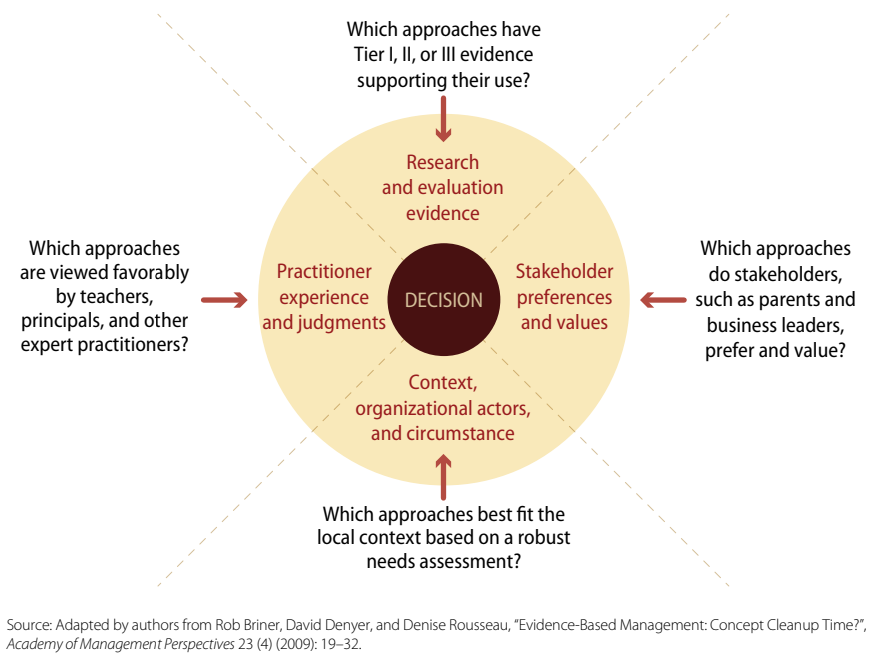 Which approaches have
Tier I, II, or III evidence
supporting their use?
Research
and evaluation
evidence
Which approaches
are viewed favorably
by teachers,
principals, and other
expert practitioners?
Practitioner
experience
and judgments
DECISION
Stakeholder
preferences
and values
Which approaches
do stakeholders,
such as parents and
business leaders,
prefer and value?
Context,
organizational actors,
and circumstance
Which approaches best fit the
local context based on a robust
needs assessment?
Source: Adapted by authors from Rob Briner, David Denyer, and Denise Rousseau, “Evidence-Based Management: Concept Cleanup Time?”,
Academy of Management Perspectives 23 (4) (2009): 19–32.